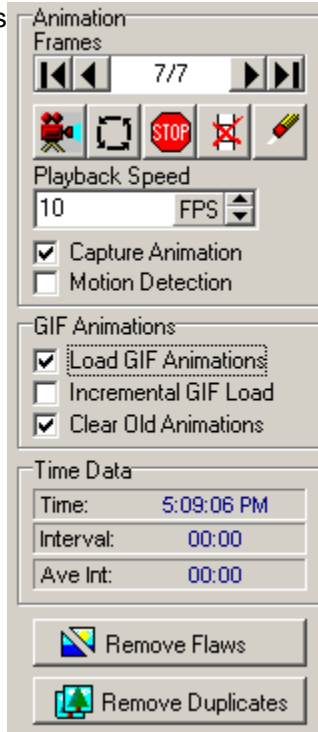 s
Animation
Frames
7/7
STOP
Playback Speed
10 FPS
Capture Animation
Motion Detection
GIF Animations
Load GIF Animations
Incremental GIF Load
Clear Old Animations
Time Data
Time: 5:09:06 PM
Interval: 00:00
Ave Int: 00:00
Remove Flaws
Remove Duplicates